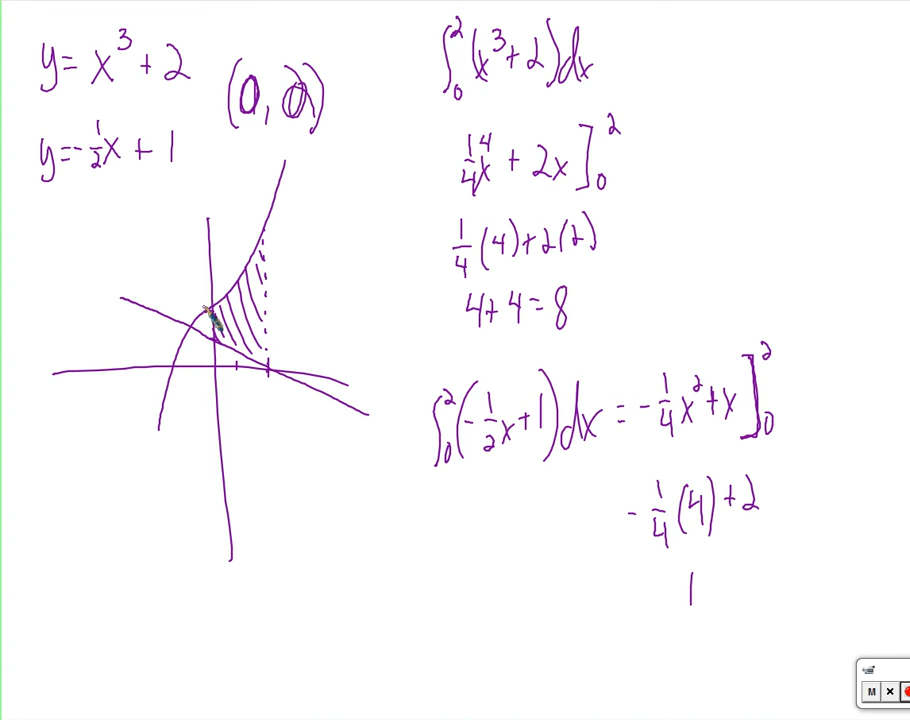 y = x³ + 2
(0, 2)
y = -1/2x + 1
∫₀² (x³ + 2) dx
1/4x⁴ + 2x ]₀²
1/4 (4) + 2(2)
4 + 4 = 8
∫₀² (-1/2x + 1) dx = -1/4x² + x ]₀²
-1/4 (4) + 2
1
M